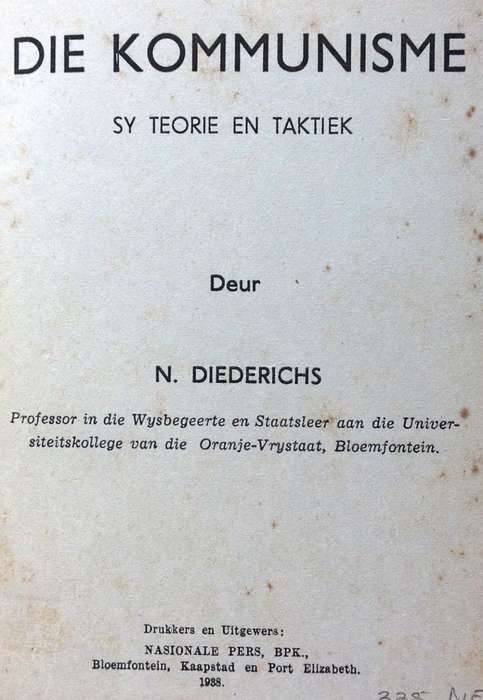 DIE KOMMUNISME
SY TEORIE EN TAKTIEK
Deur
N. DIEDERICHS
Professor in die Wysbegeerte en Staatsleer aan die Univer-
siteitskollege van die Oranje-Vrystaat, Bloemfontein.
Drukkers en Uitgewers:
NASIONALE PERS, BPK.,
Bloemfontein, Kaapstad en Port Elizabeth.
1938.